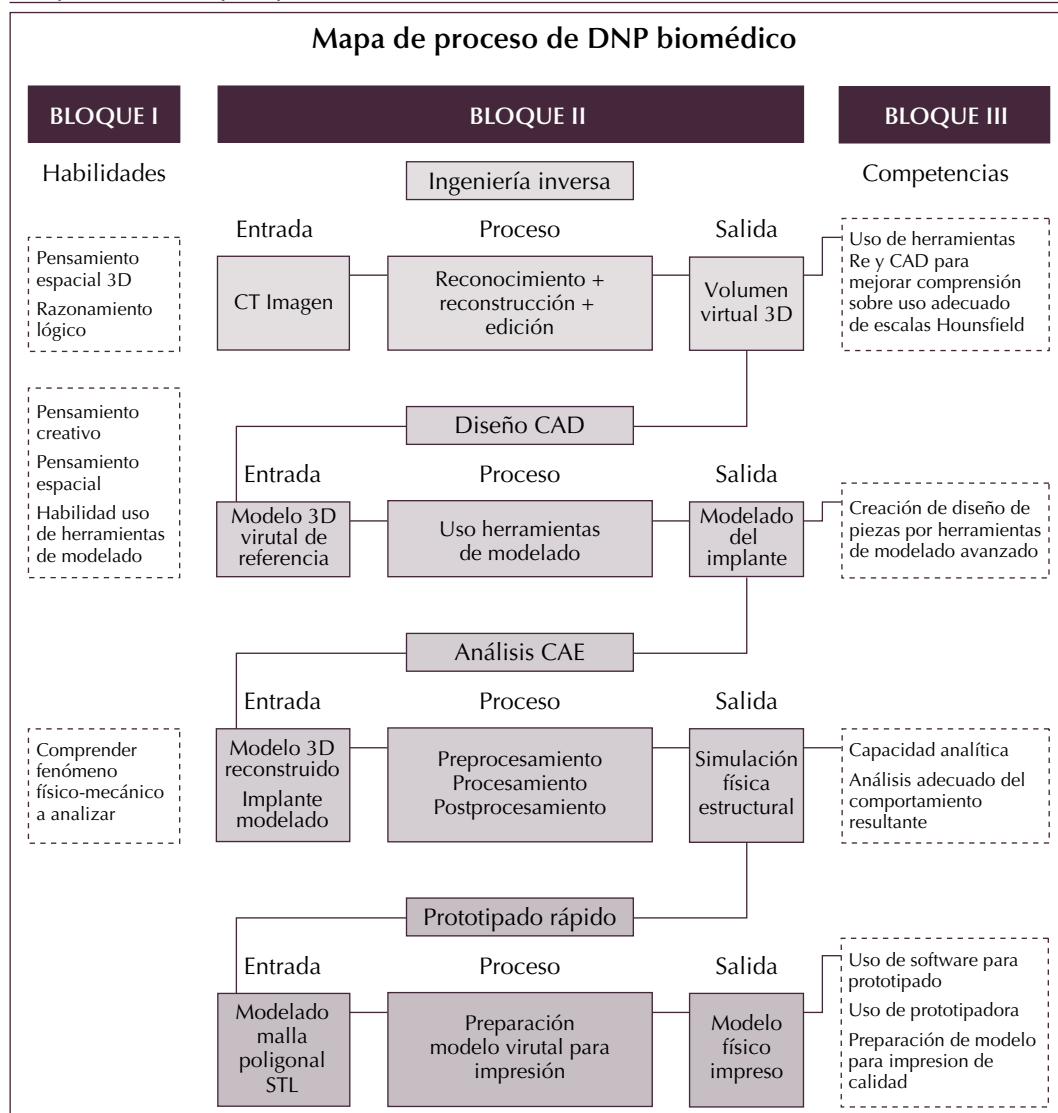 Mapa de proceso de DNP biomédico
BLOQUE I
BLOQUE II
BLOQUE III
Habilidades
Ingeniería inversa
Competencias
Entrada
Proceso
Salida
Pensamiento
espacial 3D
Razonamiento
lógico
CT Imagen
Reconocimiento +
reconstrucción +
edición
Volumen
virtual 3D
Uso de herramientas
Re y CAD para
mejorar comprensión
sobre uso adecuado
de escalas Hounsfield
Pensamiento
creativo
Pensamiento
espacial
Habilidad uso
de herramientas
de modelado
Diseño CAD
Entrada
Proceso
Salida
Modelo 3D
virutal de
referencia
Uso herramientas
de modelado
Modelado
del
implante
Creación de diseño de
piezas por herramientas
de modelado avanzado
Análisis CAE
Entrada
Proceso
Salida
Comprender
fenómeno
físico-mecánico
a analizar
Modelo 3D
reconstruido
Implante
modelado
Preprocesamiento
Procesamiento
Postprocesamiento
Simulación
física
estructural
Capacidad analítica
Análisis adecuado del
comportamiento
resultante
Prototipado rápido
Entrada
Proceso
Salida
Modelado
malla
poligonal
STL
Preparación
modelo virutal para
impresión
Modelo
físico
impreso
Uso de software para
prototipado
Uso de prototipadora
Preparación de modelo
para impresion de
calidad